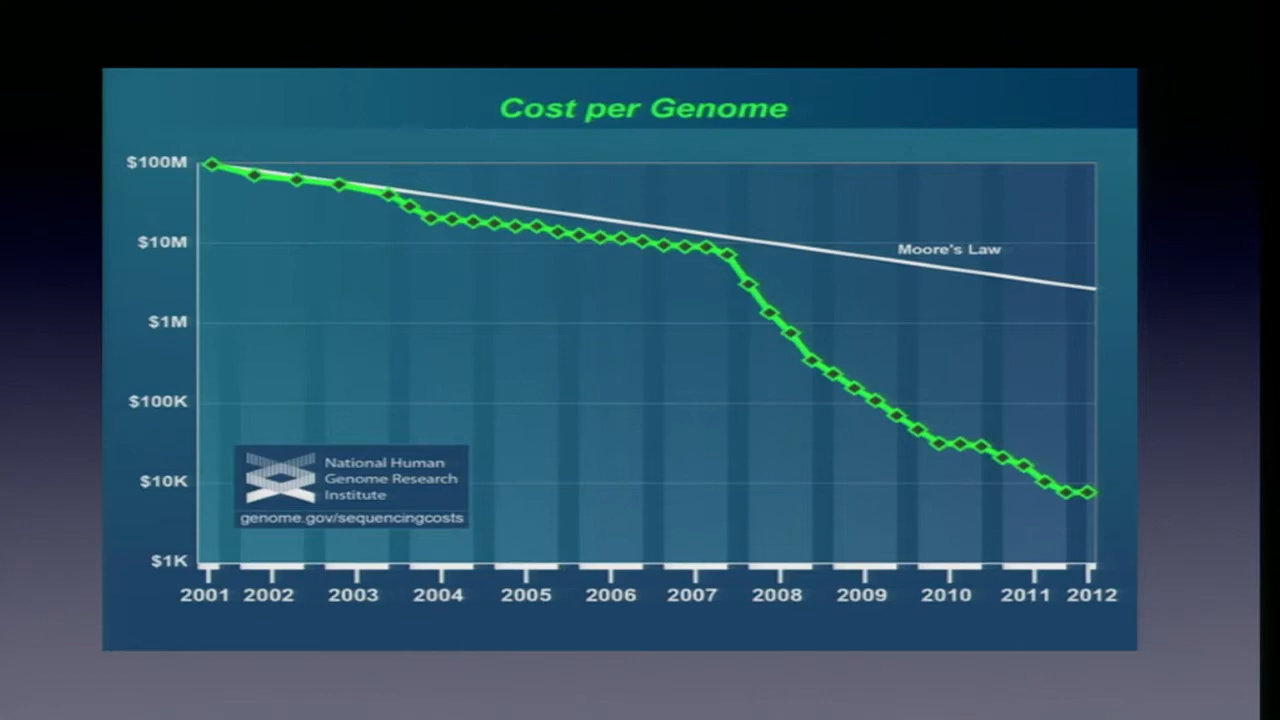 Cost per Genome
$100M
$10M
Moore's Law
$1M
$100K
$10K
National Human
Genome Research
Institute
genome.gov/sequencingcosts
$1K
2001 2002 2003 2004 2005 2006 2007 2008 2009 2010 2011 2012